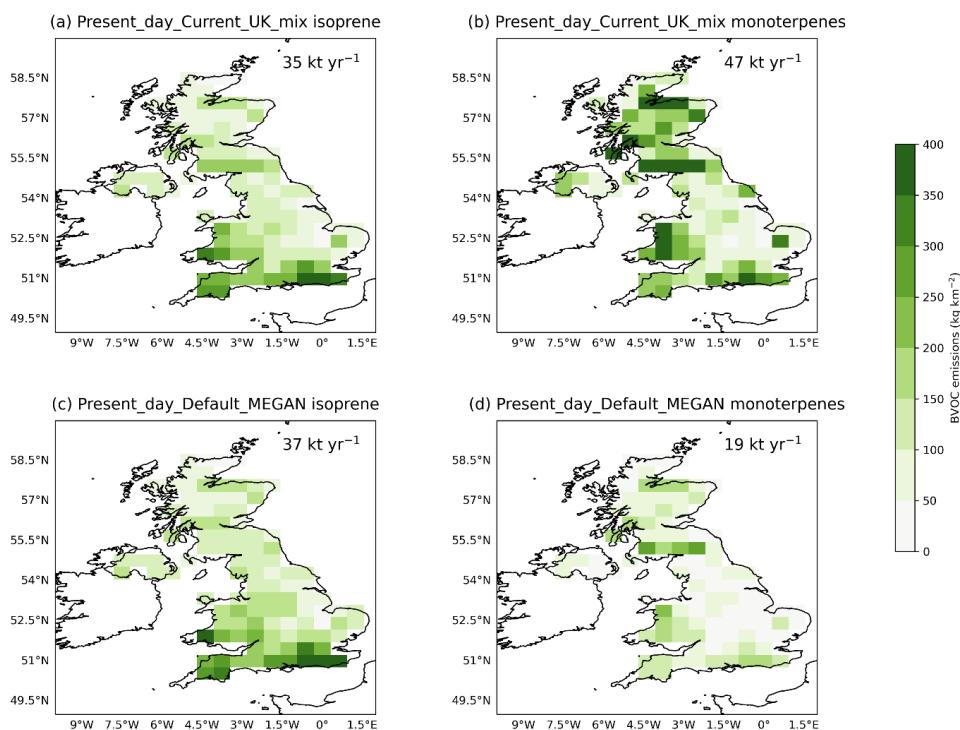 (a) Present_day_Current_UK_mix isoprene
35 kt yr⁻¹
58.5°N
57°N
55.5°N
54°N
52.5°N
51°N
49.5°N
9°W 7.5°W 6°W 4.5°W 3°W 1.5°W 0° 1.5°E
(b) Present_day_Current_UK_mix monoterpenes
47 kt yr⁻¹
58.5°N
57°N
55.5°N
54°N
52.5°N
51°N
49.5°N
9°W 7.5°W 6°W 4.5°W 3°W 1.5°W 0° 1.5°E
(c) Present_day_Default_MEGAN isoprene
37 kt yr⁻¹
58.5°N
57°N
55.5°N
54°N
52.5°N
51°N
49.5°N
9°W 7.5°W 6°W 4.5°W 3°W 1.5°W 0° 1.5°E
(d) Present_day_Default_MEGAN monoterpenes
19 kt yr⁻¹
58.5°N
57°N
55.5°N
54°N
52.5°N
51°N
49.5°N
9°W 7.5°W 6°W 4.5°W 3°W 1.5°W 0° 1.5°E
400
350
300
250
200
150
100
50
0
BVOC emissions (kg km⁻²)